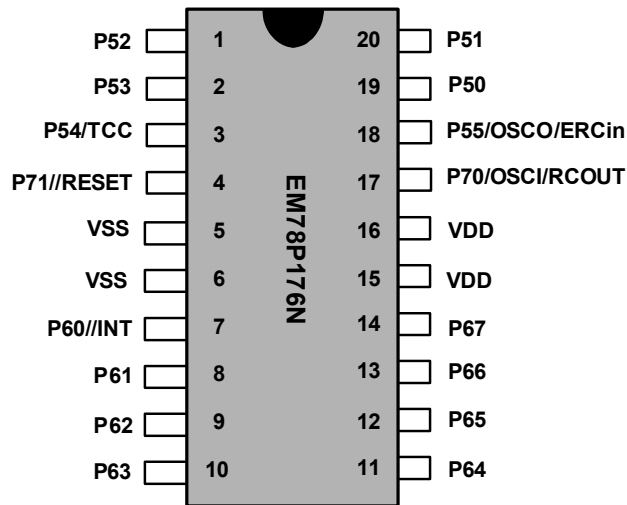 P52 1 20 P51
P53 2 19 P50
P54/TCC 3 18 P55/OSCO/ERCin
P71//RESET 4 17 P70/OSCI/RCOUT
VSS 5 16 VDD
VSS 6 15 VDD
P60//INT 7 14 P67
P61 8 13 P66
P62 9 12 P65
P63 10 11 P64
EM78P176N